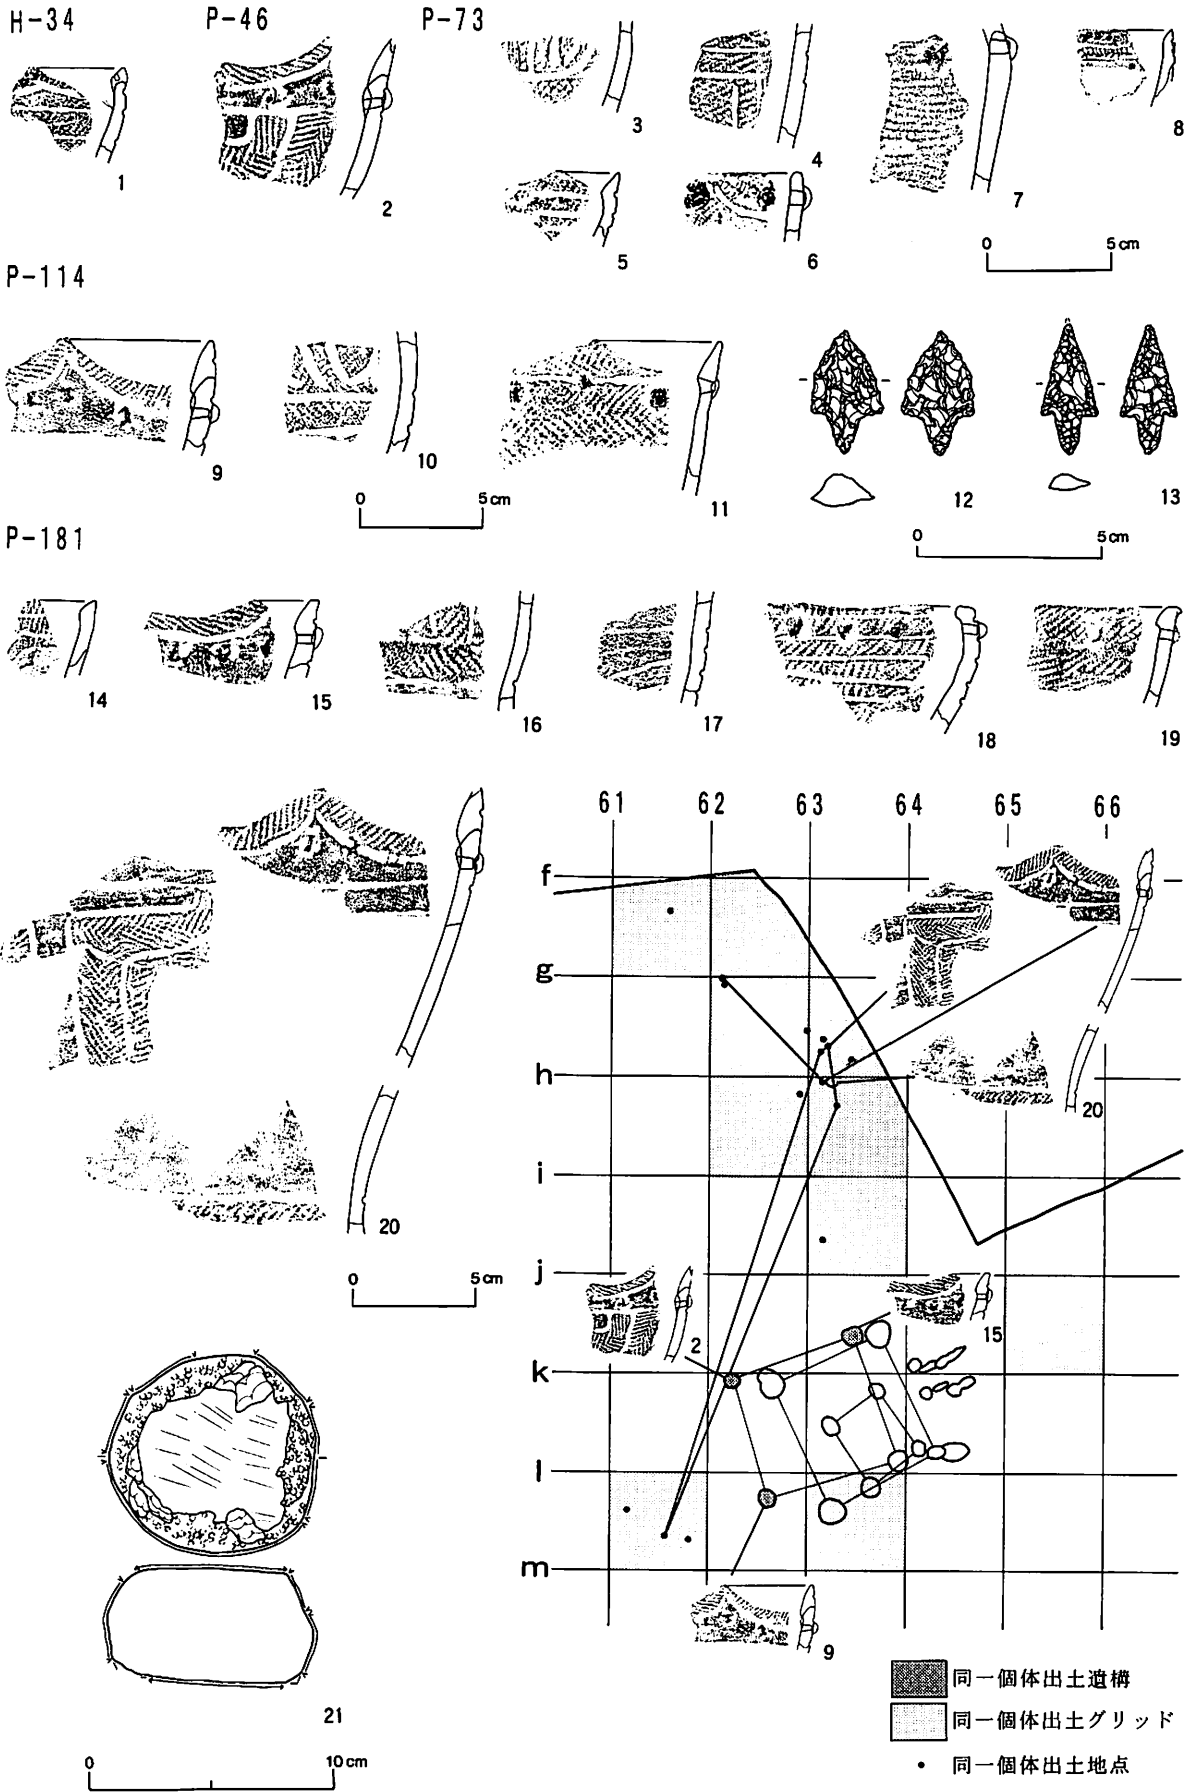 H-34 P-46 P-73
1 2 3 4 7 8
5 6
0 5cm
P-114
9 10 11 12 13
0 5cm
0 5cm
P-181
14 15 16 17 18 19
61 62 63 64 65 66
f
g
h
20
i
20
j
0 5cm
2 15
k
l
m
9
21
0 10cm
同一個体出土遺構
同一個体出土グリッド
同一個体出土地点